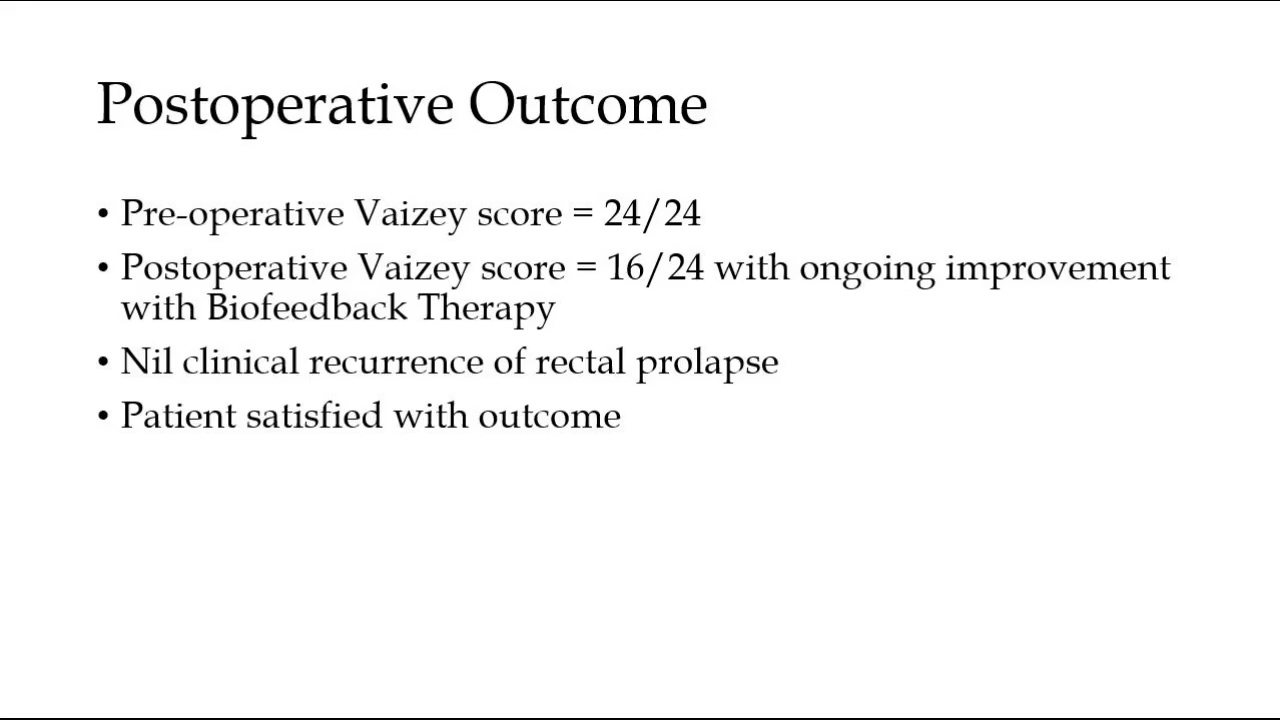 Postoperative Outcome
• Pre-operative Vaizey score = 24/24
• Postoperative Vaizey score = 16/24 with ongoing improvement
with Biofeedback Therapy
• Nil clinical recurrence of rectal prolapse
• Patient satisfied with outcome